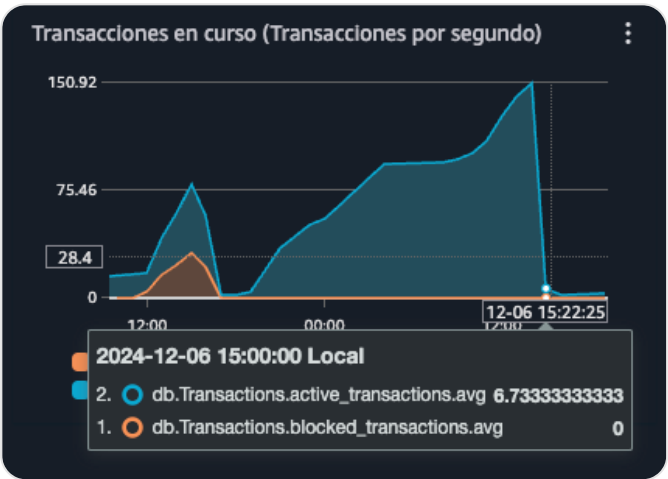 Transacciones en curso (Transacciones por segundo)
150.92
75.46
28.4
0
12:00 00:00 12:00
12-06 15:22:25
2024-12-06 15:00:00 Local
2. db.Transactions.active_transactions.avg 6.73333333333
1. db.Transactions.blocked_transactions.avg 0